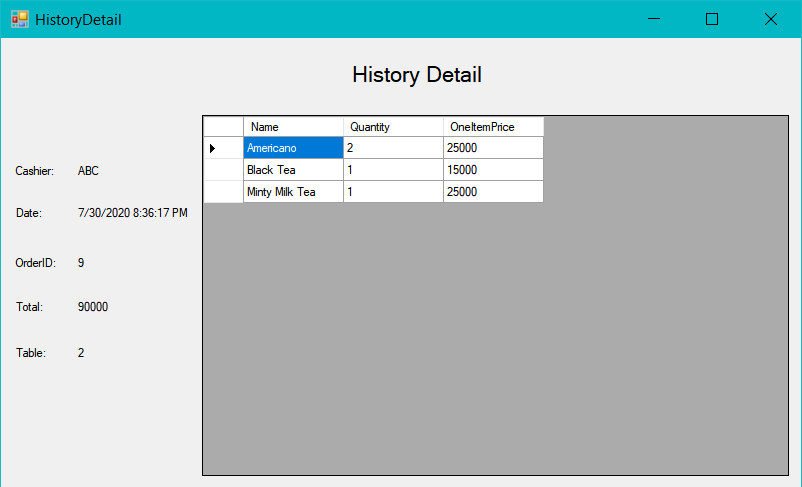 HistoryDetail
History Detail
Name Quantity OneItemPrice
Americano 2 25000
Black Tea 1 15000
Minty Milk Tea 1 25000
Cashier: ABC
Date: 7/30/2020 8:36:17 PM
OrderID: 9
Total: 90000
Table: 2